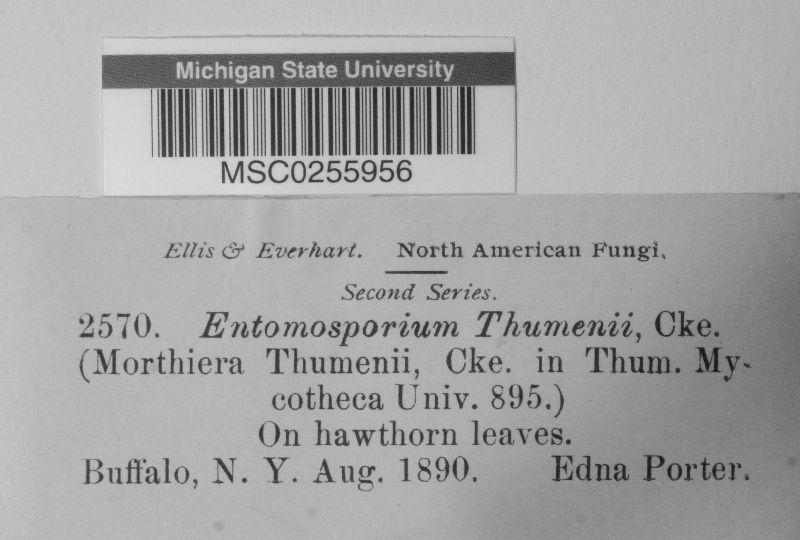 Michigan State University
MSC0255956
Ellis & Everhart. North American Fungi.
Second Series.
2570. Entomosporium Thumenii, Cke.
(Morthiera Thumenii, Cke. in Thum. My-
cotheca Univ. 895.)
On hawthorn leaves.
Buffalo, N. Y. Aug. 1890. Edna Porter.